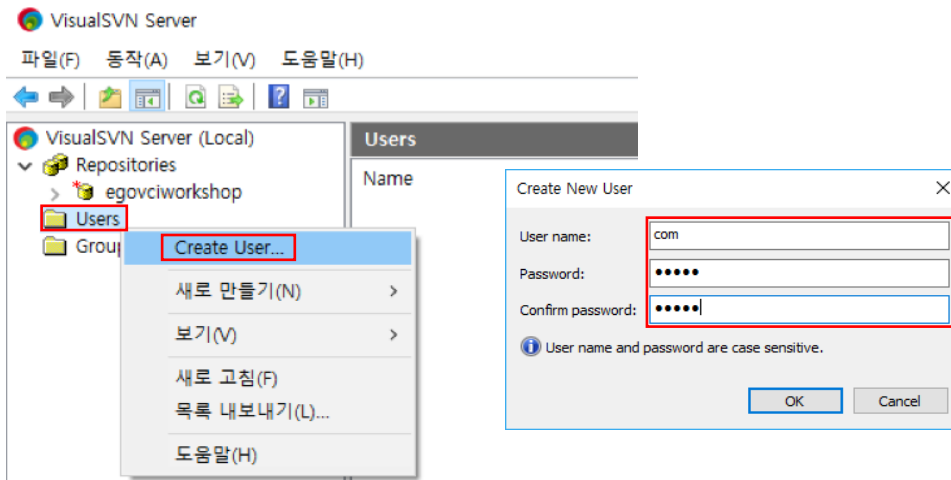 VisualSVN Server
파일(F) 동작(A) 보기(V) 도움말(H)
VisualSVN Server (Local)
Repositories
egovciworkshop
Users
Group
Create User...
새로 만들기(N)
보기(V)
새로 고침(F)
목록 내보내기(L)...
도움말(H)
Users
Name
Create New User
User name:
com
Password:
•••••
Confirm password:
•••••
User name and password are case sensitive.
OK
Cancel